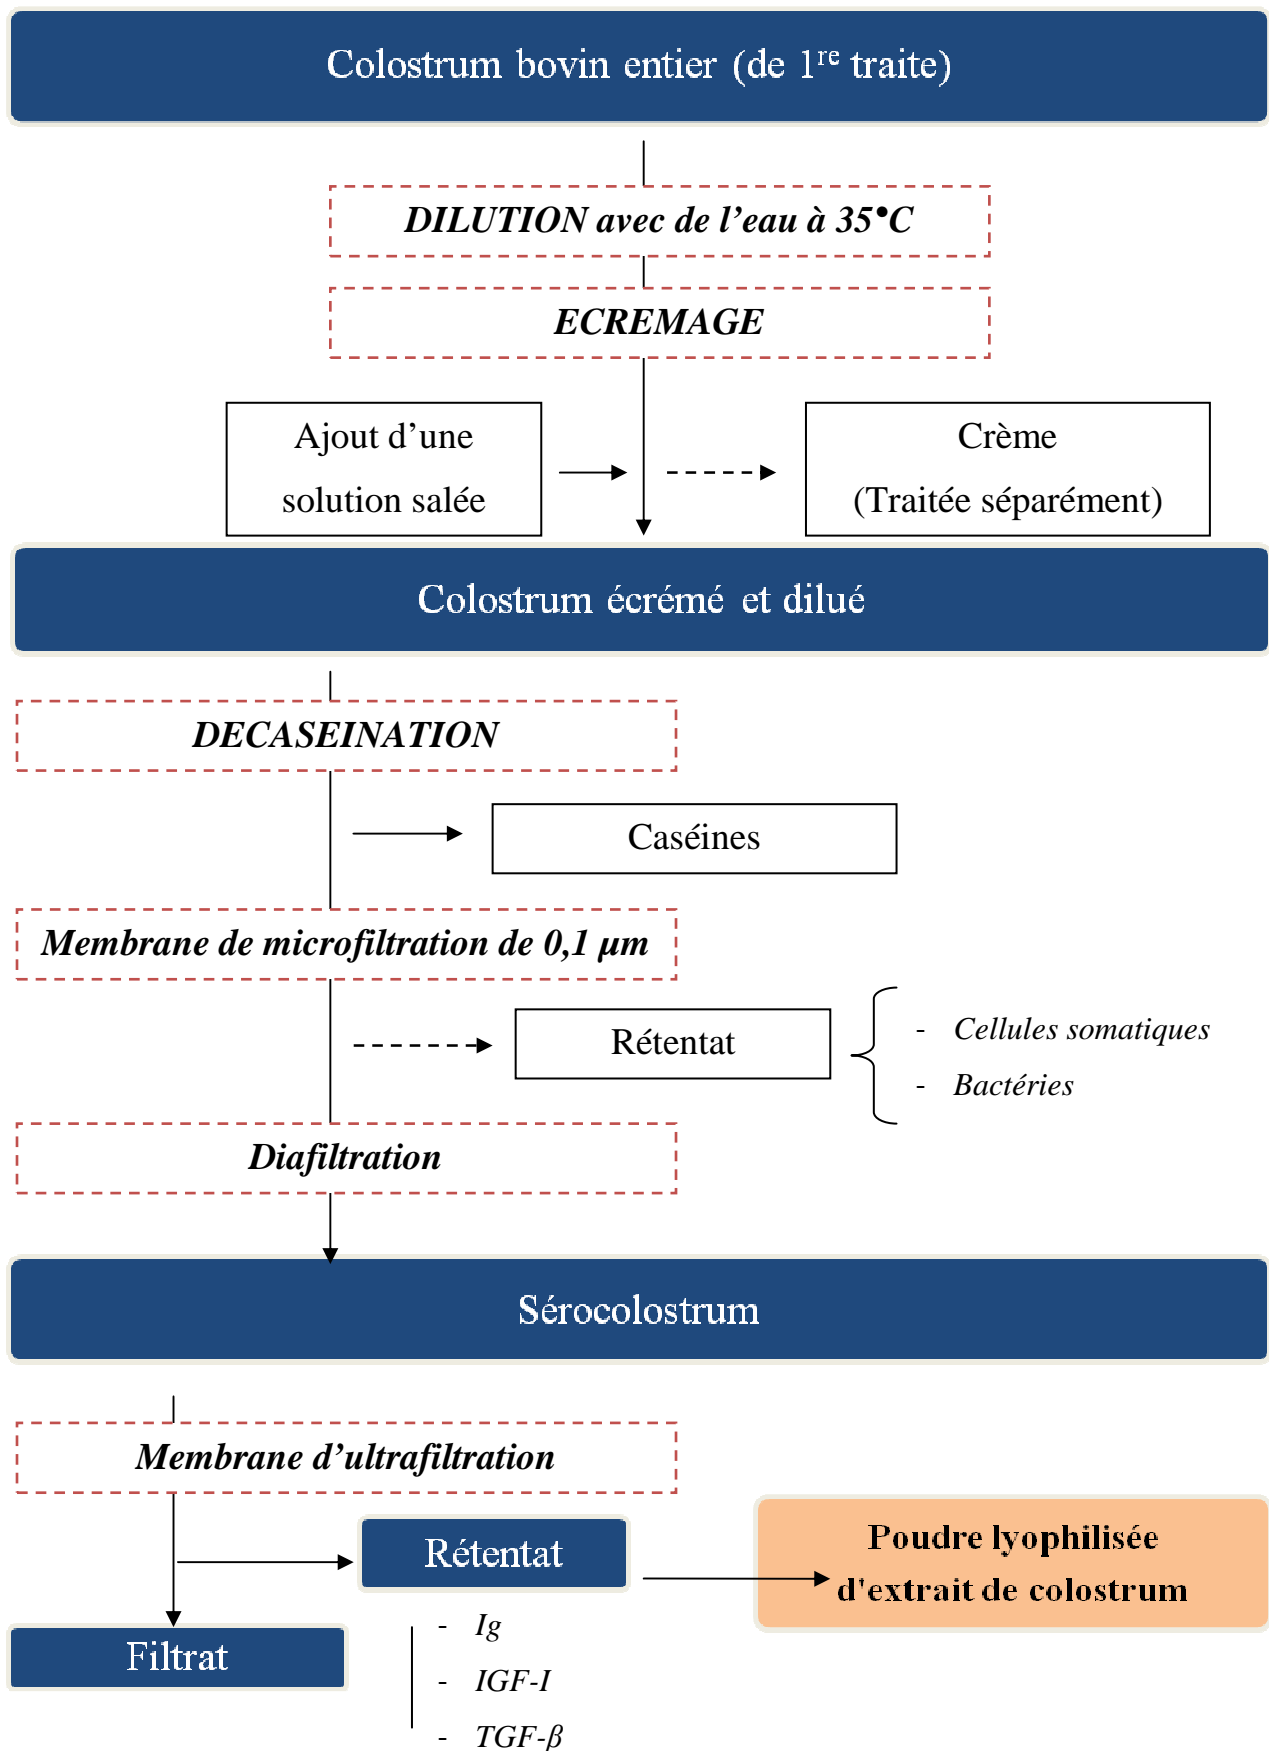 Colostrum bovin entier (de 1re traite)
DILUTION avec de l’eau à 35°C
ECREMAGE
Ajout d’une
solution salée
Crème
(Traitée séparément)
Colostrum écrémé et dilué
DECASEINATION
Caséines
Membrane de microfiltration de 0,1 µm
Rétentat
- Cellules somatiques
- Bactéries
Diafiltration
Sérocolostrum
Membrane d’ultrafiltration
Rétentat
Poudre lyophilisée
d'extrait de colostrum
Filtrat
- Ig
- IGF-I
- TGF-β